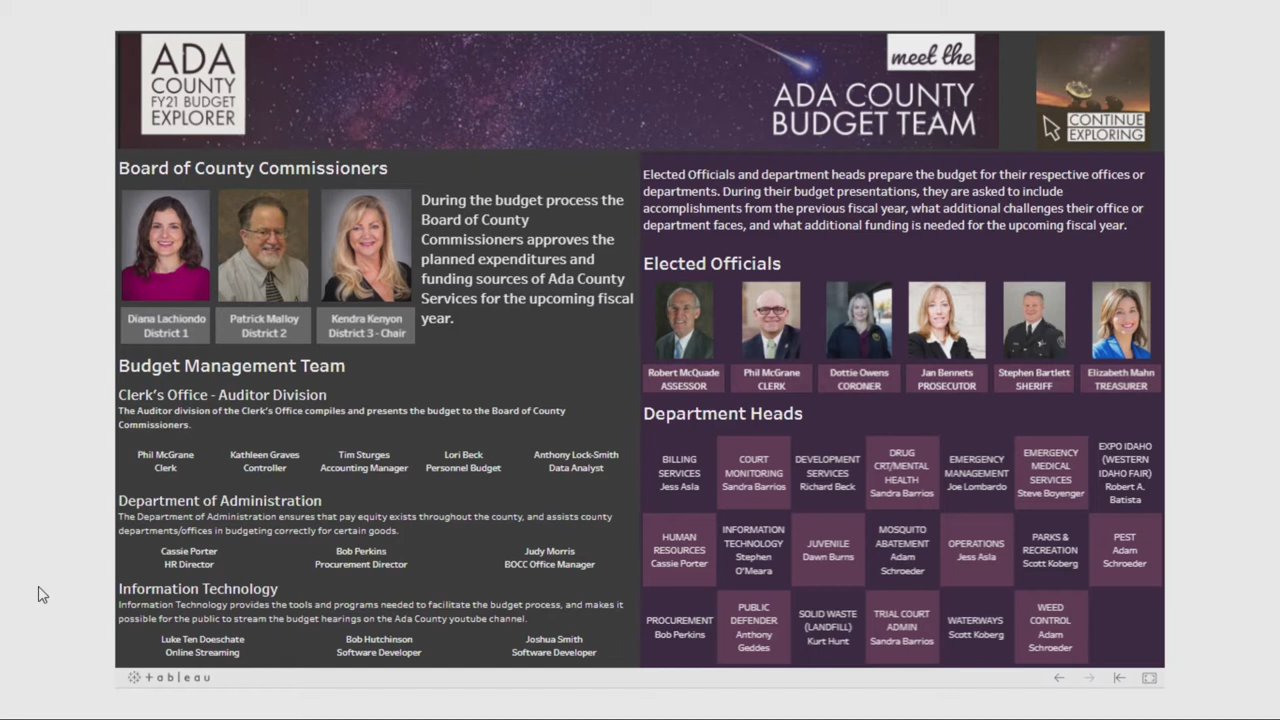 ADA
COUNTY
FY21 BUDGET
EXPLORER
meet the
ADA COUNTY
BUDGET TEAM
CONTINUE
EXPLORING
Board of County Commissioners
Diana Lachiondo
District 1
Patrick Malloy
District 2
Kendra Kenyon
District 3 - Chair
During the budget process the
Board of County
Commissioners approves the
planned expenditures and
funding sources of Ada County
Services for the upcoming fiscal
year.
Budget Management Team
Clerk's Office - Auditor Division
The Auditor division of the Clerk's Office compiles and presents the budget to the Board of County
Commissioners.
Phil McGrane
Clerk
Kathleen Graves
Controller
Tim Sturges
Accounting Manager
Lori Beck
Personnel Budget
Anthony Lock-Smith
Data Analyst
Department of Administration
The Department of Administration ensures that pay equity exists throughout the county, and assists county
departments/offices in budgeting correctly for certain goods.
Cassie Porter
HR Director
Bob Perkins
Procurement Director
Judy Morris
BOCC Office Manager
Information Technology
Information Technology provides the tools and programs needed to facilitate the budget process, and makes it
possible for the public to stream the budget hearings on the Ada County youtube channel.
Luke Ten Doeschate
Online Streaming
Bob Hutchinson
Software Developer
Joshua Smith
Software Developer
Elected Officials and department heads prepare the budget for their respective offices or
departments. During their budget presentations, they are asked to include
accomplishments from the previous fiscal year, what additional challenges their office or
department faces, and what additional funding is needed for the upcoming fiscal year.
Elected Officials
Robert McQuade
ASSESSOR
Phil McGrane
CLERK
Dottie Owens
CORONER
Jan Bennets
PROSECUTOR
Stephen Bartlett
SHERIFF
Elizabeth Mahn
TREASURER
Department Heads
BILLING
SERVICES
Jess Asla
COURT
MONITORING
Sandra Barrios
DEVELOPMENT
SERVICES
Richard Beck
DRUG
CRT/MENTAL
HEALTH
Sandra Barrios
EMERGENCY
MANAGEMENT
Joe Lombardo
EMERGENCY
MEDICAL
SERVICES
Steve Boyenger
EXPO IDAHO
(WESTERN
IDAHO FAIR)
Robert A.
Batista
HUMAN
RESOURCES
Cassie Porter
INFORMATION
TECHNOLOGY
Stephen
O'Meara
JUVENILE
Dawn Burns
MOSQUITO
ABATEMENT
Adam
Schroeder
OPERATIONS
Jess Asla
PARKS &
RECREATION
Scott Koberg
PEST
Adam
Schroeder
PROCUREMENT
Bob Perkins
PUBLIC
DEFENDER
Anthony
Geddes
SOLID WASTE
(LANDFILL)
Kurt Hunt
TRIAL COURT
ADMIN
Sandra Barrios
WATERWAYS
Scott Koberg
WEED
CONTROL
Adam
Schroeder
+ableau